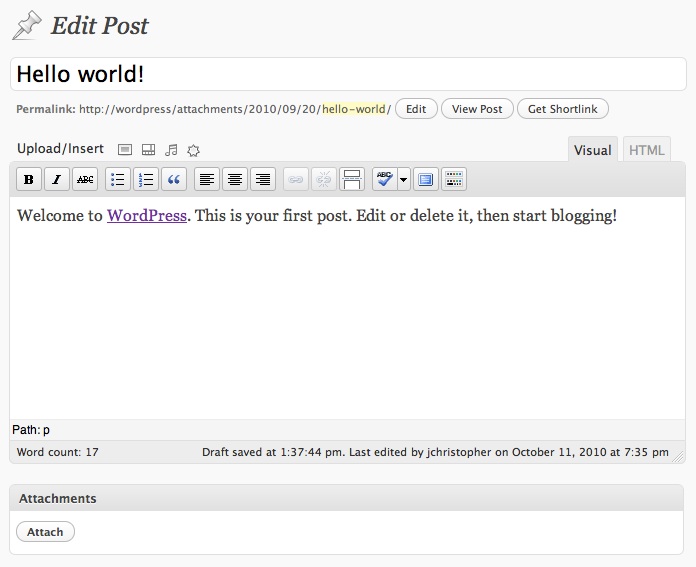 Edit Post
Hello world!
Permalink: http://wordpress/attachments/2010/09/20/hello-world/ Edit View Post Get Shortlink
Upload/Insert Visual HTML
B I ABC ABC
Welcome to WordPress. This is your first post. Edit or delete it, then start blogging!
Path: p
Word count: 17 Draft saved at 1:37:44 pm. Last edited by jchristopher on October 11, 2010 at 7:35 pm
Attachments
Attach